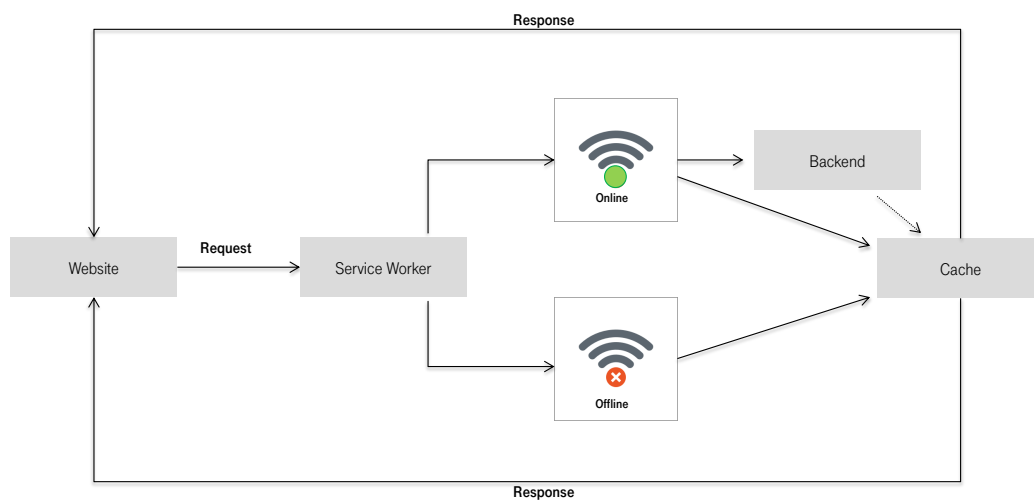 Response
Backend
Online
Request
Website
Service Worker
Cache
Offline
Response